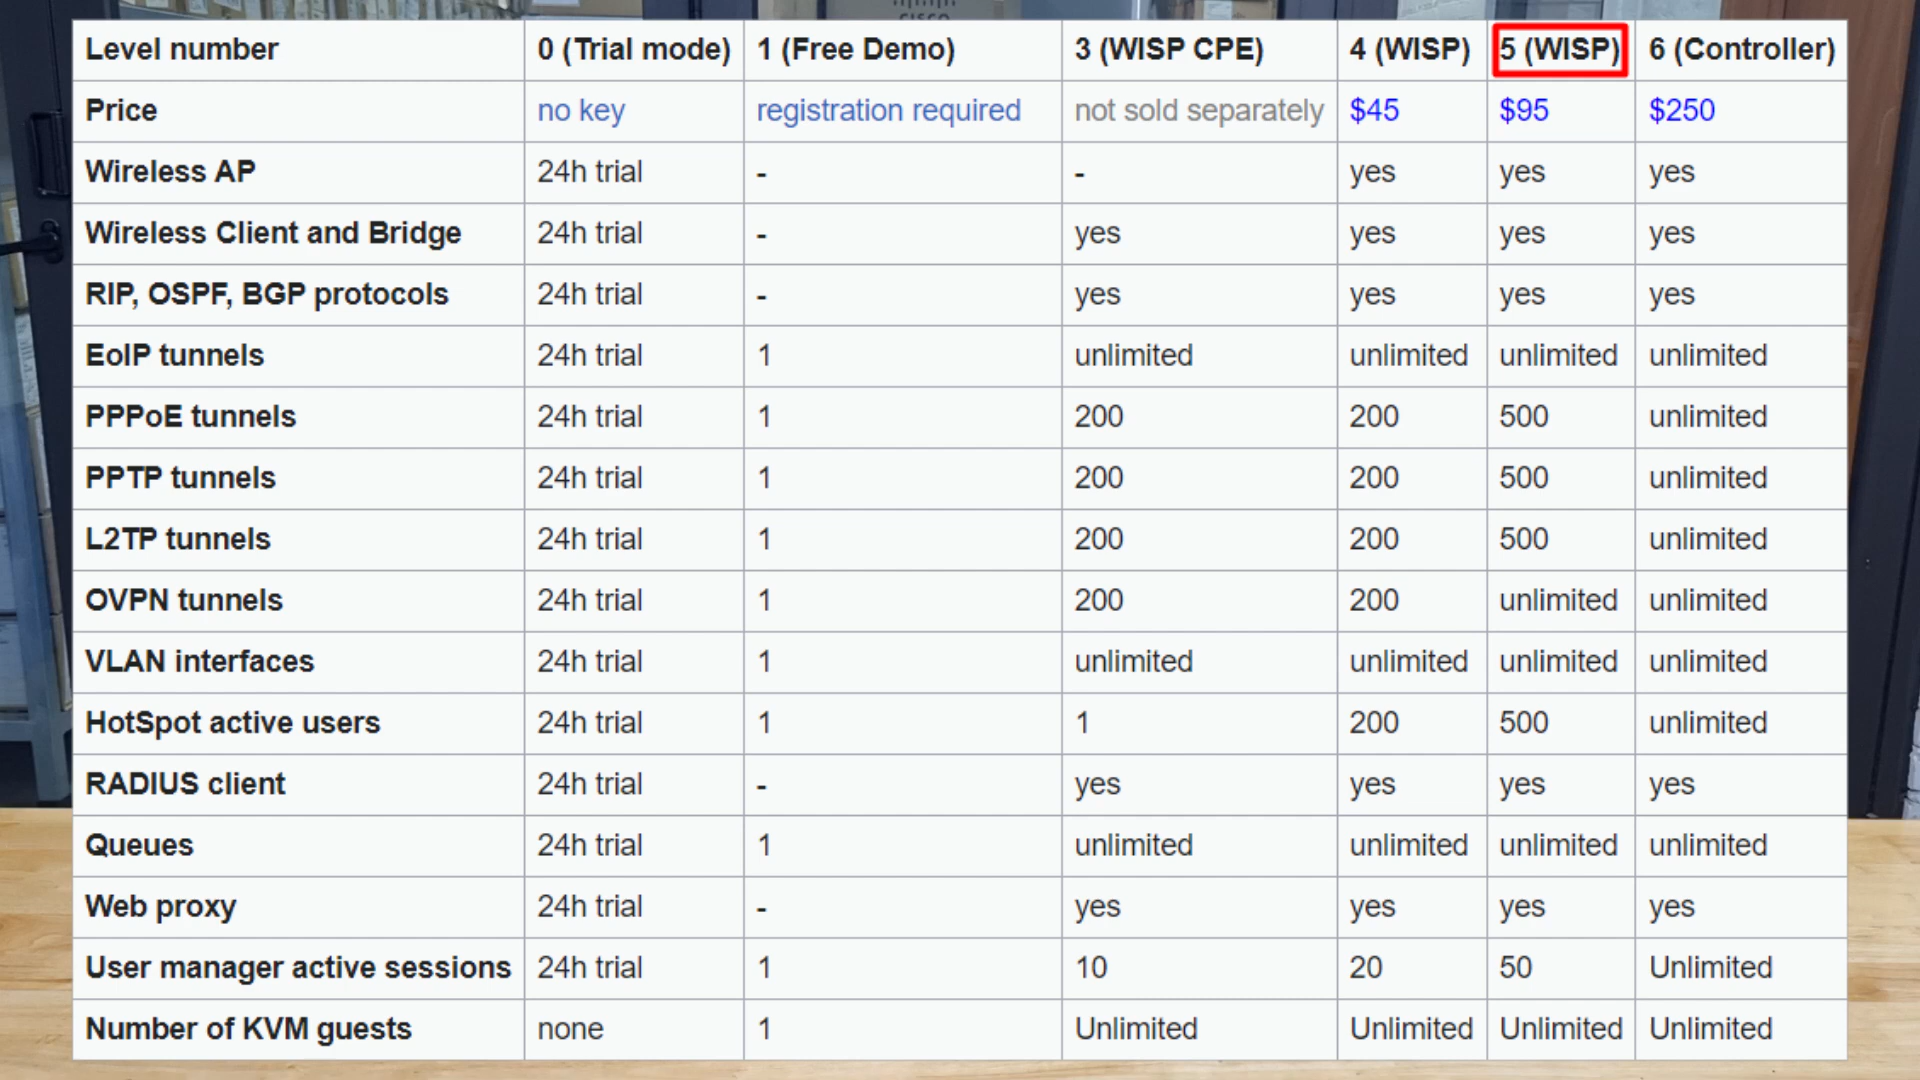 cisco
Level number 0 (Trial mode) 1 (Free Demo) 3 (WISP CPE) 4 (WISP) 5 (WISP) 6 (Controller)
Price no key registration required not sold separately $45 $95 $250
Wireless AP 24h trial - - yes yes yes
Wireless Client and Bridge 24h trial - yes yes yes yes
RIP, OSPF, BGP protocols 24h trial - yes yes yes yes
EoIP tunnels 24h trial 1 unlimited unlimited unlimited unlimited
PPPoE tunnels 24h trial 1 200 200 500 unlimited
PPTP tunnels 24h trial 1 200 200 500 unlimited
L2TP tunnels 24h trial 1 200 200 500 unlimited
OVPN tunnels 24h trial 1 200 200 unlimited unlimited
VLAN interfaces 24h trial 1 unlimited unlimited unlimited unlimited
HotSpot active users 24h trial 1 1 200 500 unlimited
RADIUS client 24h trial - yes yes yes yes
Queues 24h trial 1 unlimited unlimited unlimited unlimited
Web proxy 24h trial - yes yes yes yes
User manager active sessions 24h trial 1 10 20 50 Unlimited
Number of KVM guests none 1 Unlimited Unlimited Unlimited Unlimited